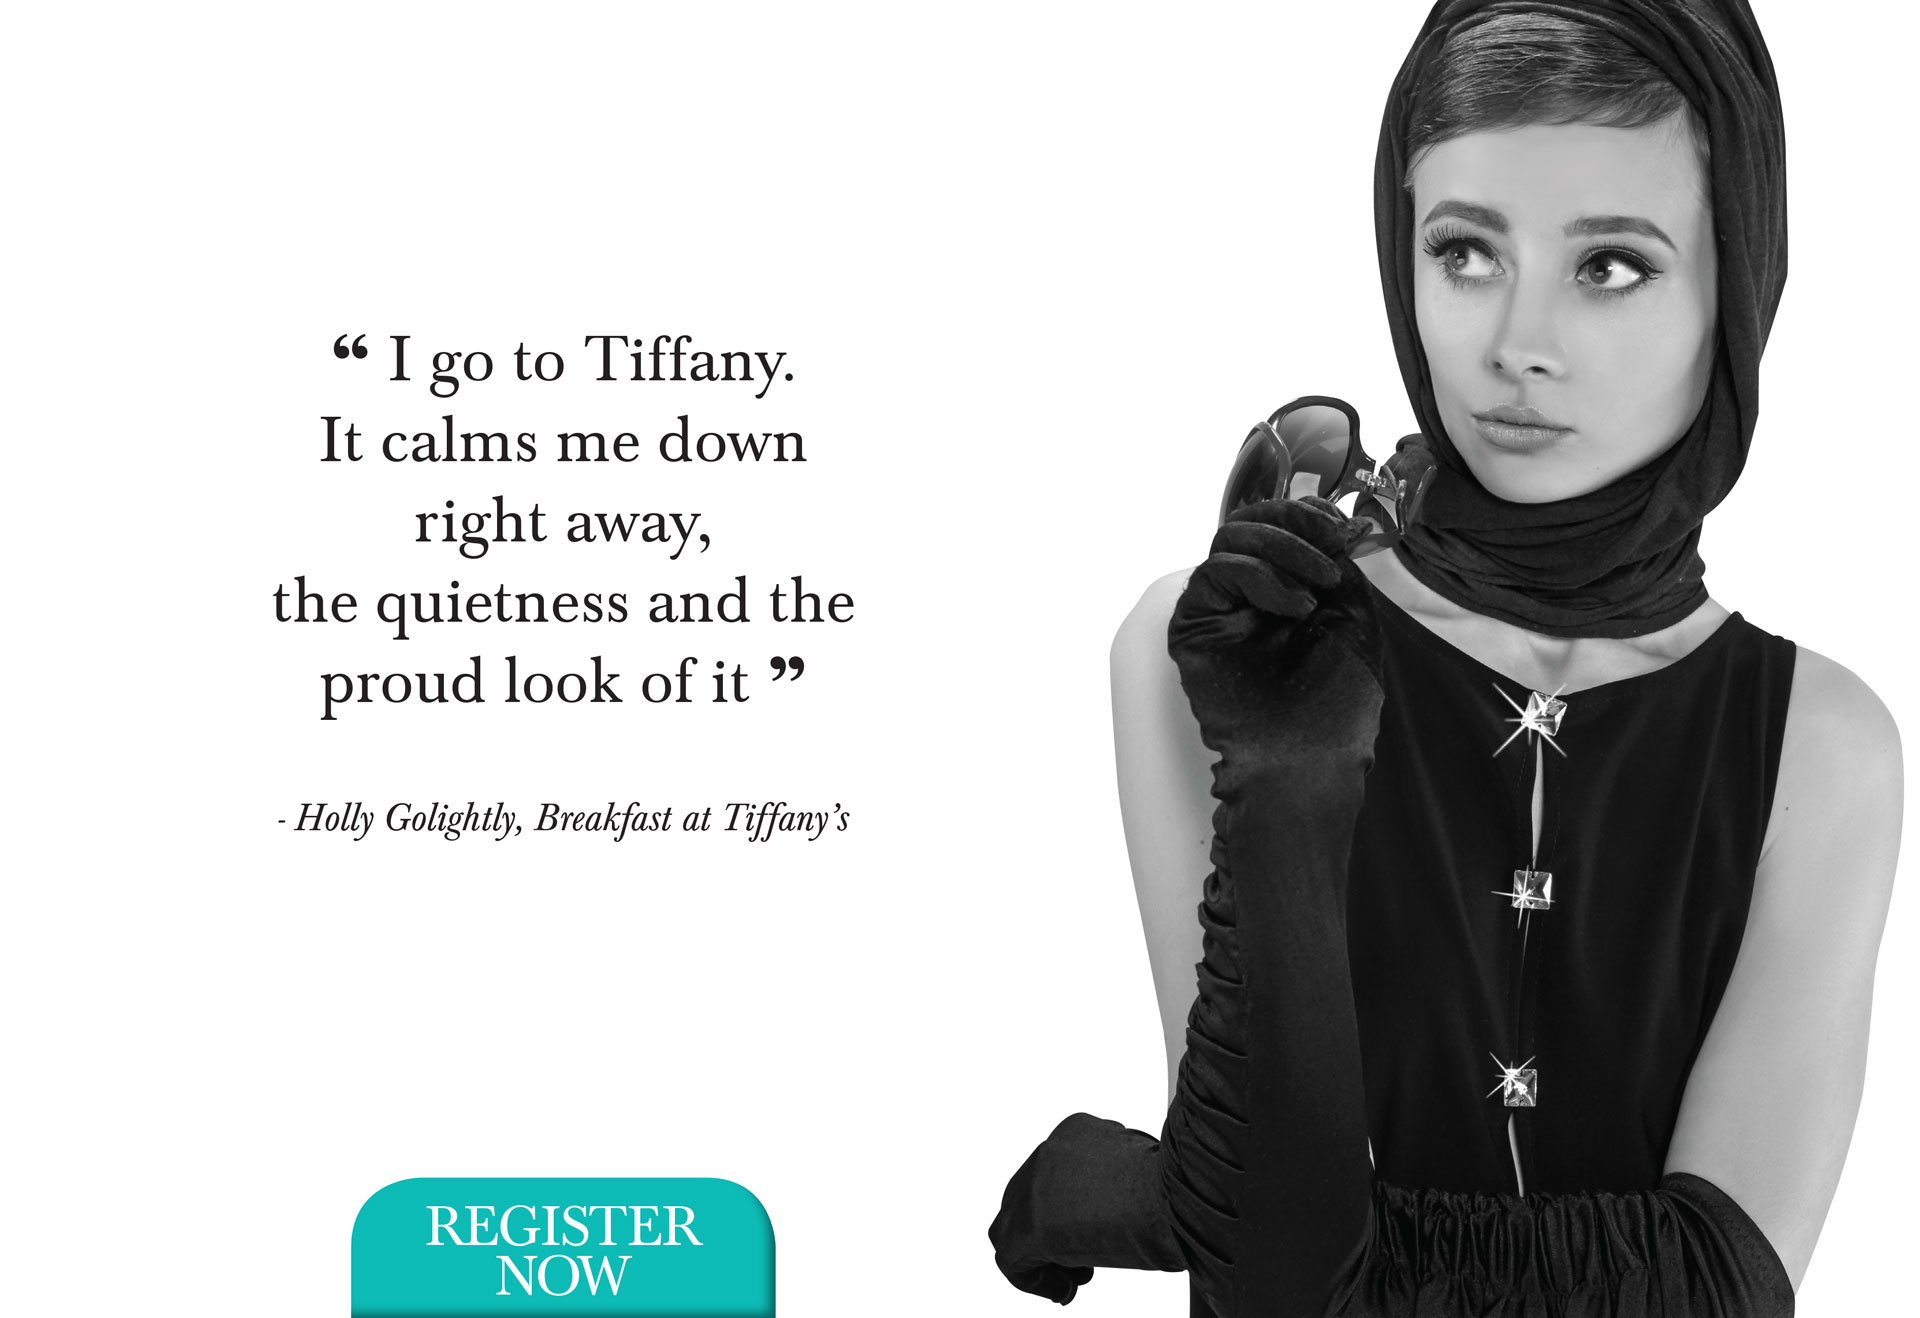 “ I go to Tiffany.
It calms me down
right away,
the quietness and the
proud look of it ”
- Holly Golightly, Breakfast at Tiffany’s
REGISTER
NOW